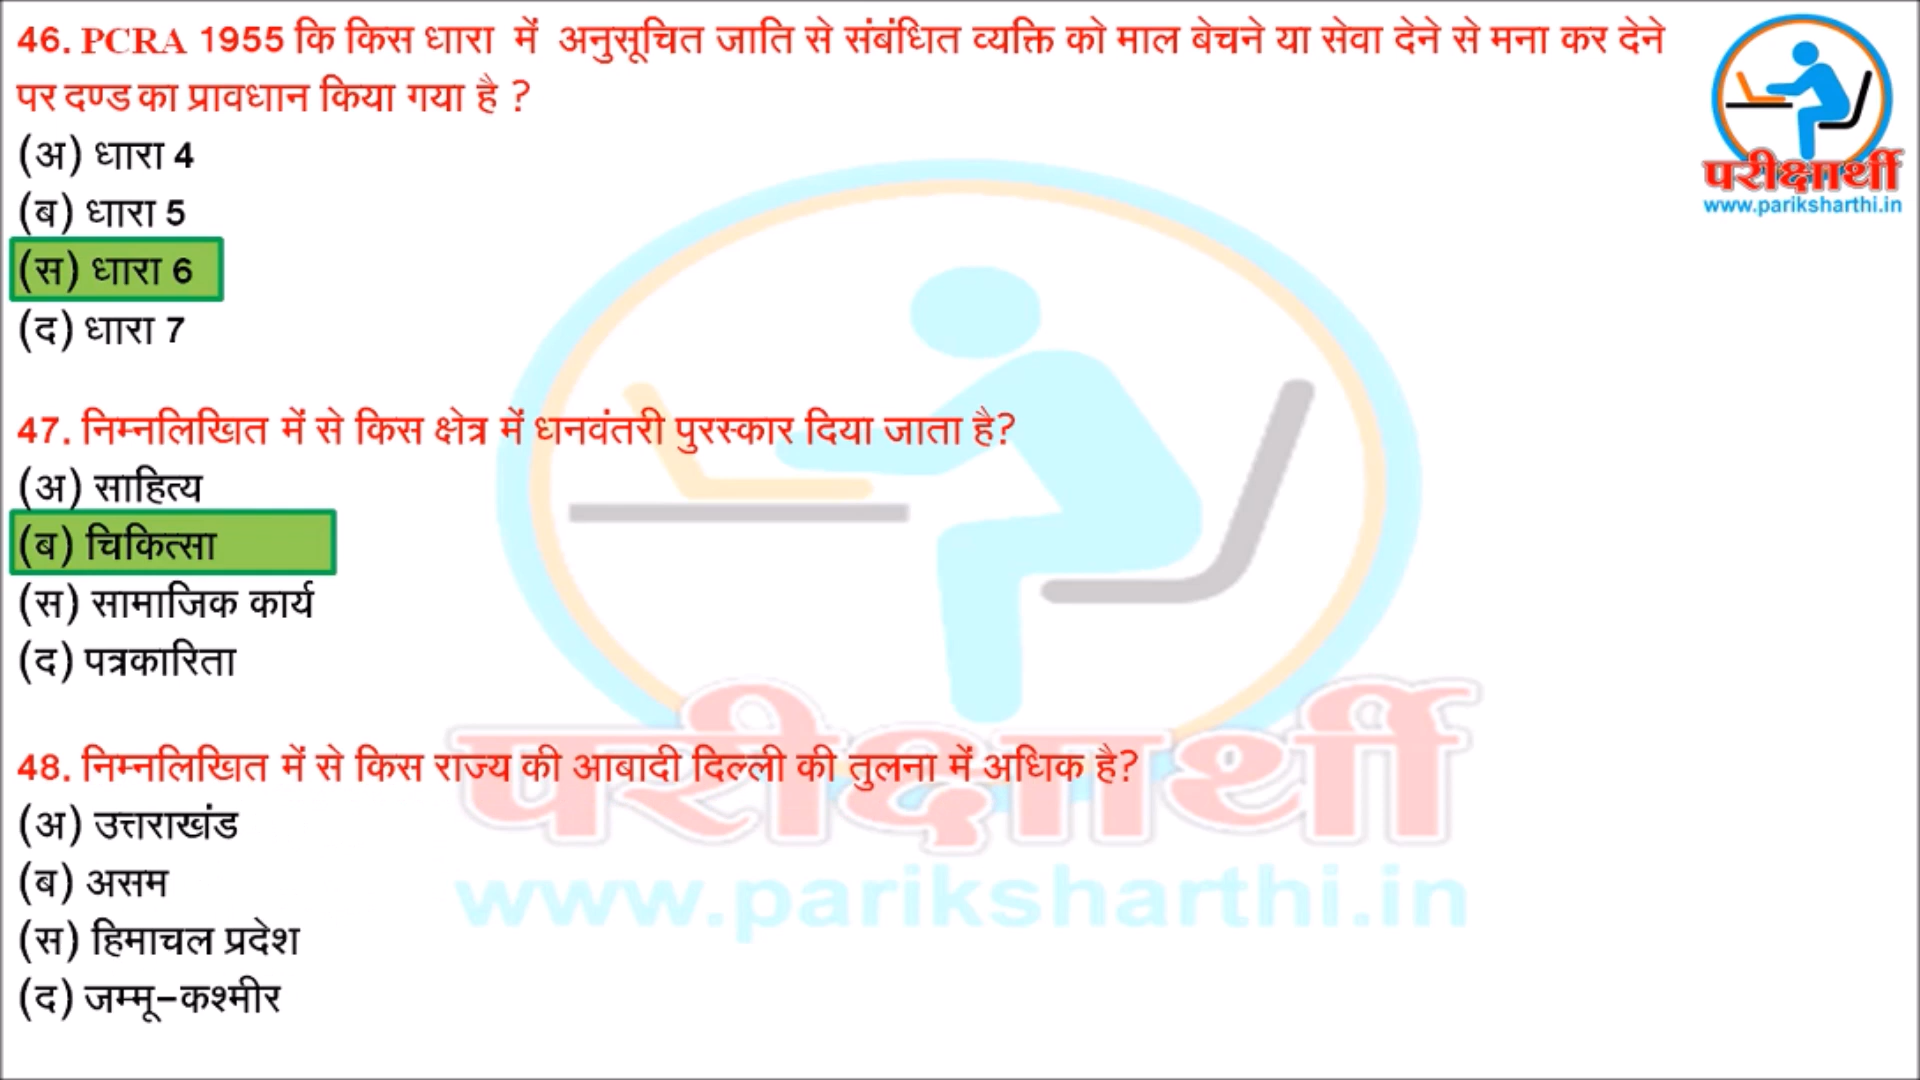 46. PCRA 1955 कि किस धारा में अनुसूचित जाति से संबंधित व्यक्ति को माल बेचने या सेवा देने से मना कर देने
पर दण्ड का प्रावधान किया गया है ?
(अ) धारा 4
(ब) धारा 5
(स) धारा 6
(द) धारा 7
47. निम्नलिखित में से किस क्षेत्र में धनवंतरी पुरस्कार दिया जाता है?
(अ) साहित्य
(ब) चिकित्सा
(स) सामाजिक कार्य
(द) पत्रकारिता
48. निम्नलिखित में से किस राज्य की आबादी दिल्ली की तुलना में अधिक है?
(अ) उत्तराखंड
(ब) असम
(स) हिमाचल प्रदेश
(द) जम्मू-कश्मीर
परीक्षार्थी
www.pariksharthi.in
परीक्षार्थी
www.pariksharthi.in